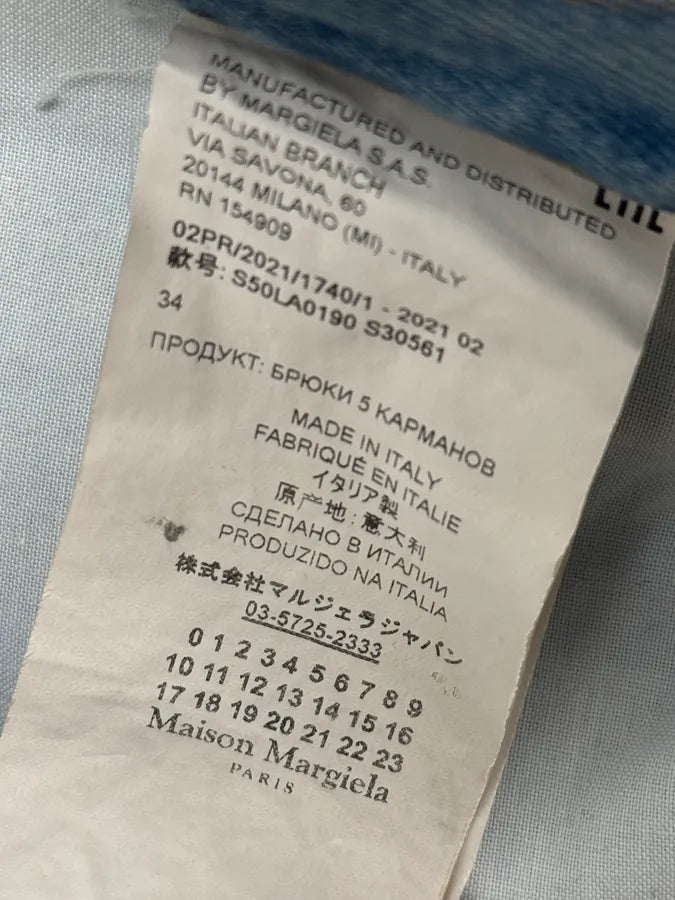 MANUFACTURED AND DISTRIBUTED
BY MARGIELA S.A.S.
ITALIAN BRANCH
VIA SAVONA, 60
20144 MILANO (MI) - ITALY
RN 154909
02PR/2021/1740/1 - 2021 02
款号: S50LA0190 S30561
34
ПРОДУКТ: БРЮКИ 5 КАРМАНОВ
MADE IN ITALY
FABRIQUÉ EN ITALIE
イタリア製
原产地: 意大利
СДЕЛАНО В ИТАЛИИ
PRODUZIDO NA ITALIA
株式会社マルジェラジャパン
03-5725-2333
0 1 2 3 4 5 6 7 8 9
10 11 12 13 14 15 16
17 18 19 20 21 22 23
Maison Margiela
PARIS